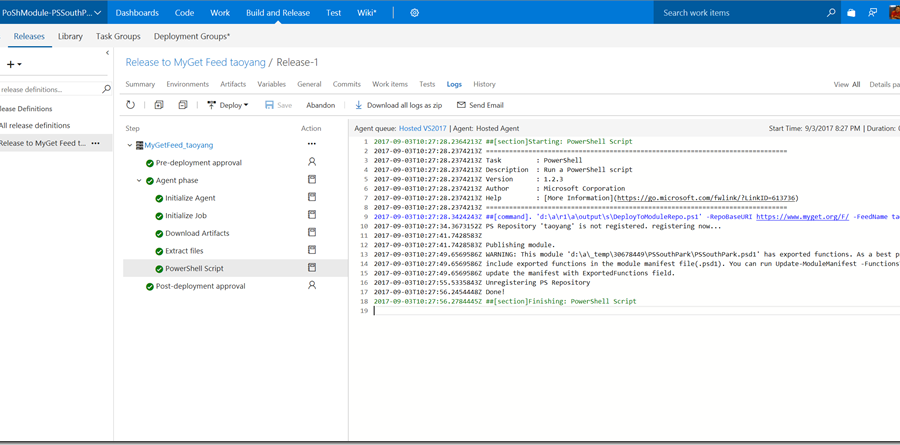 PoShModule-PSSouthP... Dashboards Code Work Build and Release Test Wiki* Search work items
Releases Library Task Groups Deployment Groups*
release definitions...
lease Definitions
All release definitions
Release to MyGet Feed t... •••
Release to MyGet Feed taoyang / Release-1
Summary Environments Artifacts Variables General Commits Work items Tests Logs History View All Details pa
Deploy Save Abandon Download all logs as zip Send Email
Step Action
MyGetFeed_taoyang •••
Pre-deployment approval
Agent phase
Initialize Agent
Initialize Job
Download Artifacts
Extract files
PowerShell Script
Post-deployment approval
Agent queue: Hosted VS2017 | Agent: Hosted Agent Start Time: 9/3/2017 8:27 PM | Duration: 0
1 2017-09-03T10:27:28.2364213Z ##[section]Starting: PowerShell Script
2 2017-09-03T10:27:28.2374213Z ==============================================================================
3 2017-09-03T10:27:28.2374213Z Task : PowerShell
4 2017-09-03T10:27:28.2374213Z Description : Run a PowerShell script
5 2017-09-03T10:27:28.2374213Z Version : 1.2.3
6 2017-09-03T10:27:28.2374213Z Author : Microsoft Corporation
7 2017-09-03T10:27:28.2374213Z Help : [More Information](https://go.microsoft.com/fwlink/?LinkID=613736)
8 2017-09-03T10:27:28.2374213Z ==============================================================================
9 2017-09-03T10:27:28.3424243Z ##[command]. 'd:\a\r1\a\output\s\DeployToModuleRepo.ps1' -RepoBaseURI https://www.myget.org/F/ -FeedName ta
10 2017-09-03T10:27:34.3673152Z PS Repository 'taoyang' is not registered. registering now...
11 2017-09-03T10:27:41.7428583Z
12 2017-09-03T10:27:41.7428583Z Publishing module.
13 2017-09-03T10:27:49.6569586Z WARNING: This module 'd:\a\_temp\30678449\PSSouthPark\PSSouthPark.psd1' has exported functions. As a best p
14 2017-09-03T10:27:49.6569586Z include exported functions in the module manifest file(.psd1). You can run Update-ModuleManifest -Functions
15 2017-09-03T10:27:49.6569586Z update the manifest with ExportedFunctions field.
16 2017-09-03T10:27:55.5335843Z Unregistering PS Repository
17 2017-09-03T10:27:56.2454448Z Done!
18 2017-09-03T10:27:56.2784445Z ##[section]Finishing: PowerShell Script
19